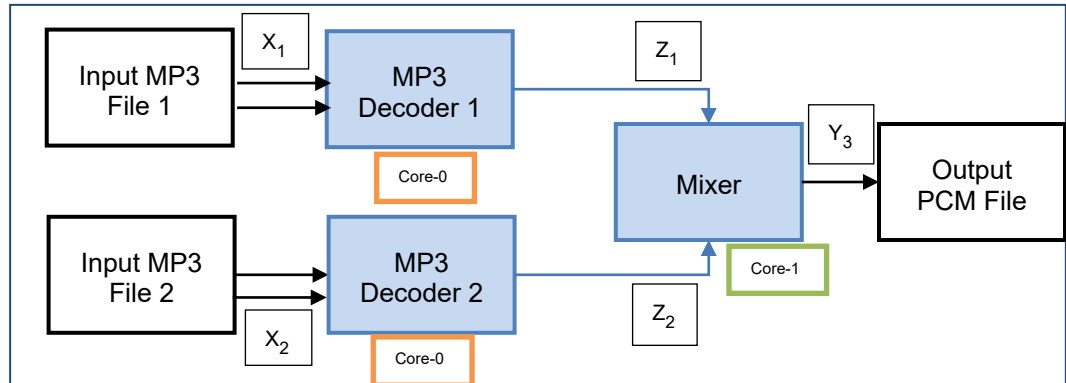 X1
Z1
Input MP3
File 1
MP3
Decoder 1
Core-0
Mixer
Y3
Output
PCM File
Core-1
Input MP3
File 2
MP3
Decoder 2
X2
Z2
Core-0